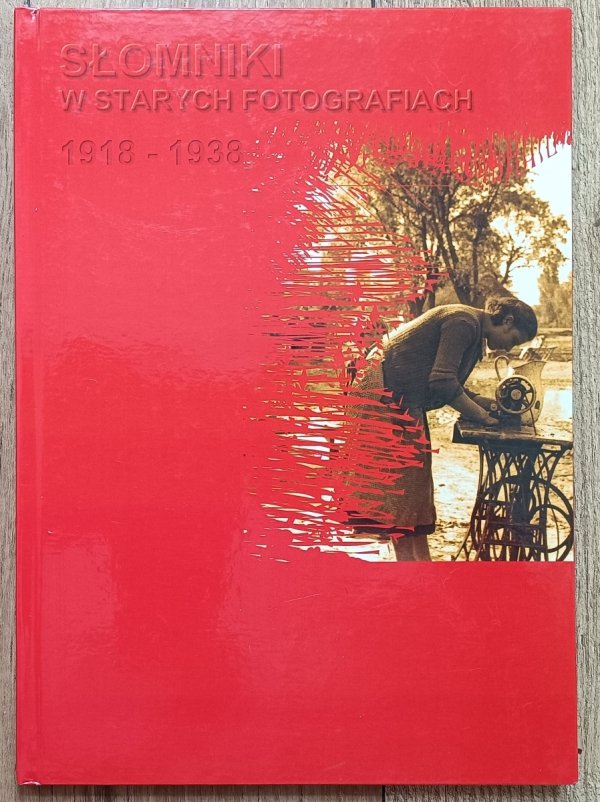 SŁOMNIKI
W STARYCH FOTOGRAFIACH
1918 - 1938